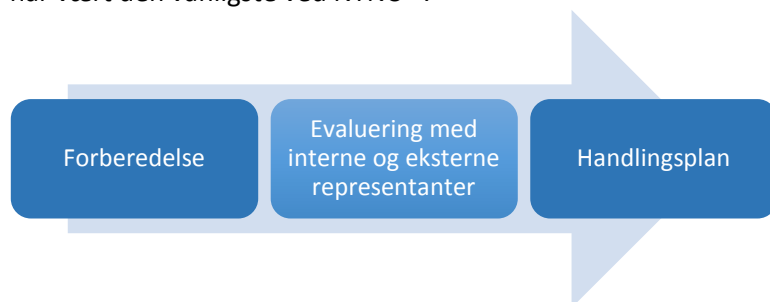 Forberedelse
Evaluering med
interne og eksterne
representanter
Handlingsplan